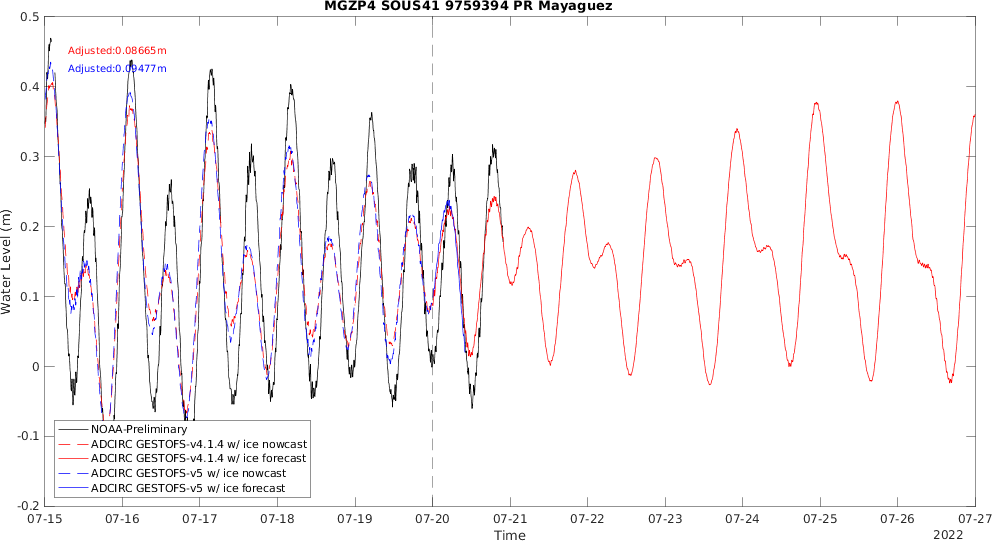 MGZP4 SOUS41 9759394 PR Mayaguez
Adjusted:0.08665m
Adjusted:0.09477m
Water Level (m)
0.5
0.4
0.3
0.2
0.1
0
-0.1
-0.2
NOAA-Preliminary
ADCIRC GESTOFS-v4.1.4 w/ ice nowcast
ADCIRC GESTOFS-v4.1.4 w/ ice forecast
ADCIRC GESTOFS-v5 w/ ice nowcast
ADCIRC GESTOFS-v5 w/ ice forecast
07-15 07-16 07-17 07-18 07-19 07-20 07-21 07-22 07-23 07-24 07-25 07-26 07-27
Time
2022